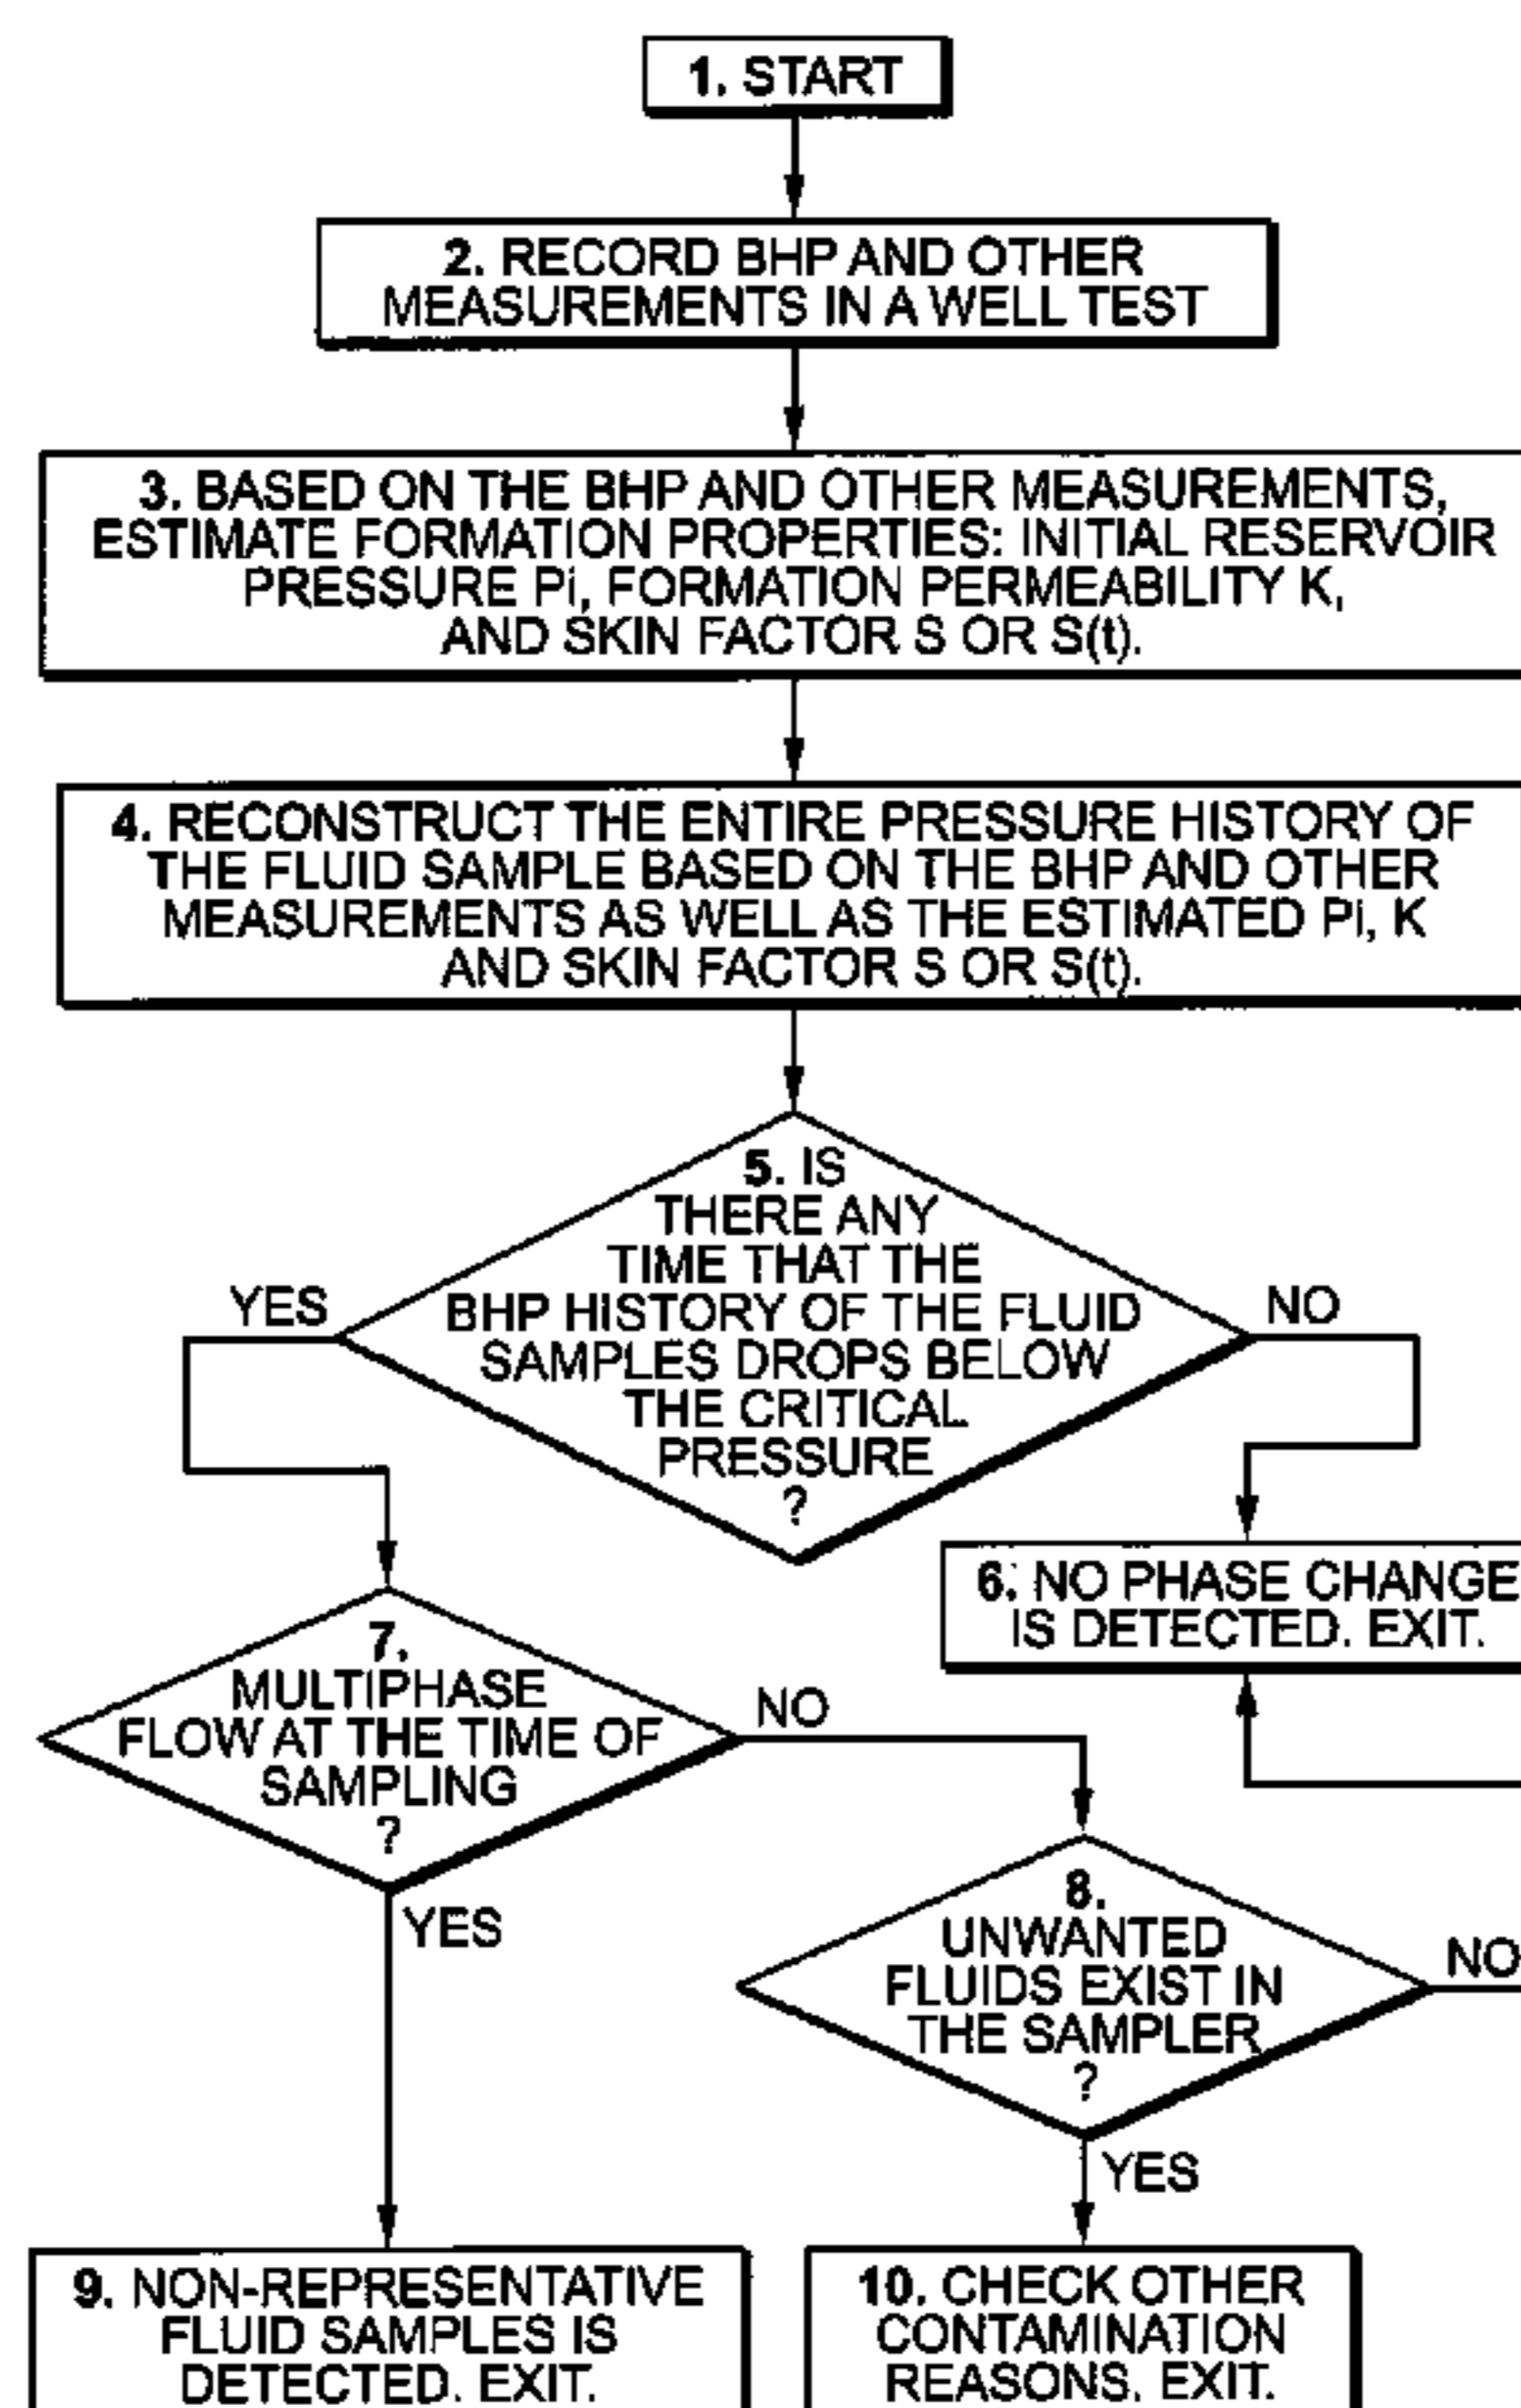 1. START
2. RECORD BHP AND OTHER
MEASUREMENTS IN A WELL TEST
3. BASED ON THE BHP AND OTHER MEASUREMENTS,
ESTIMATE FORMATION PROPERTIES: INITIAL RESERVOIR
PRESSURE Pi, FORMATION PERMEABILITY K,
AND SKIN FACTOR S OR S(t).
4. RECONSTRUCT THE ENTIRE PRESSURE HISTORY OF
THE FLUID SAMPLE BASED ON THE BHP AND OTHER
MEASUREMENTS AS WELL AS THE ESTIMATED Pi, K
AND SKIN FACTOR S OR S(t).
5. IS
THERE ANY
TIME THAT THE
BHP HISTORY OF THE FLUID
SAMPLES DROPS BELOW
THE CRITICAL
PRESSURE
?
YES
NO
6. NO PHASE CHANGE
IS DETECTED. EXIT.
7.
MULTIPHASE
FLOW AT THE TIME OF
SAMPLING
?
NO
YES
8.
UNWANTED
FLUIDS EXIST IN
THE SAMPLER
?
NO
YES
9. NON-REPRESENTATIVE
FLUID SAMPLES IS
DETECTED. EXIT.
10. CHECK OTHER
CONTAMINATION
REASONS. EXIT.